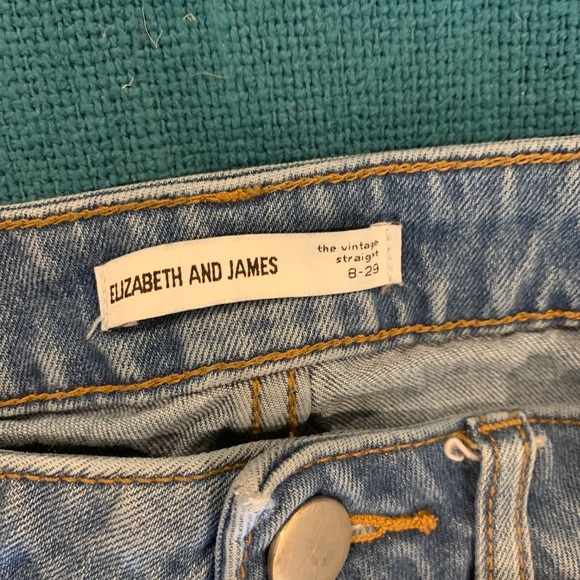 ELIZABETH AND JAMES
the vintage
straight
8-29